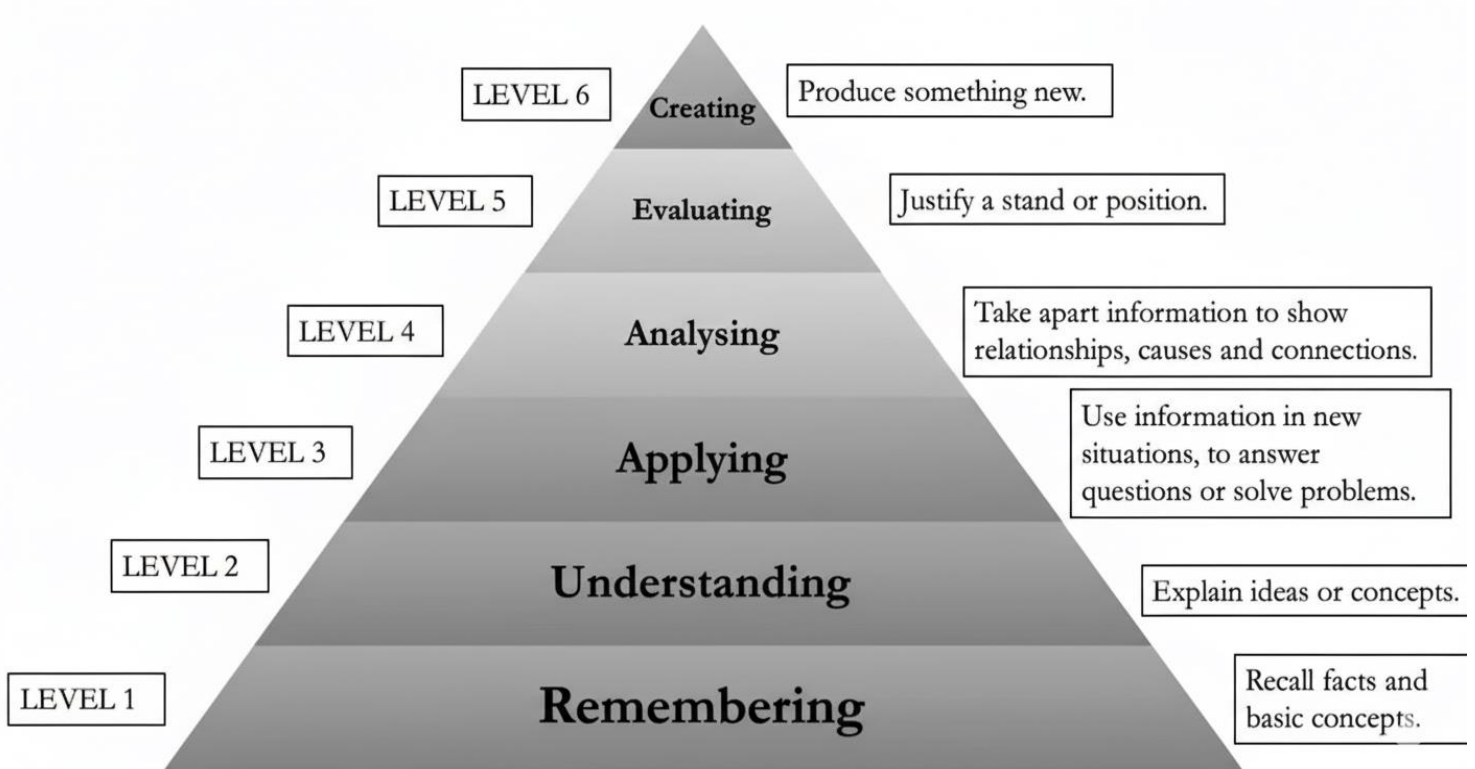 LEVEL 6
Creating
Produce something new.
LEVEL 5
Evaluating
Justify a stand or position.
LEVEL 4
Analysing
Take apart information to show
relationships, causes and connections.
LEVEL 3
Applying
Use information in new
situations, to answer
questions or solve problems.
LEVEL 2
Understanding
Explain ideas or concepts.
LEVEL 1
Remembering
Recall facts and
basic concepts.